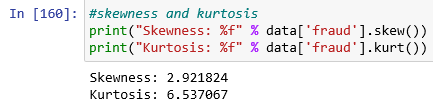 In [160]: #skewness and kurtosis
print("Skewness: %f" % data['fraud'].skew())
print("Kurtosis: %f" % data['fraud'].kurt())
Skewness: 2.921824
Kurtosis: 6.537067